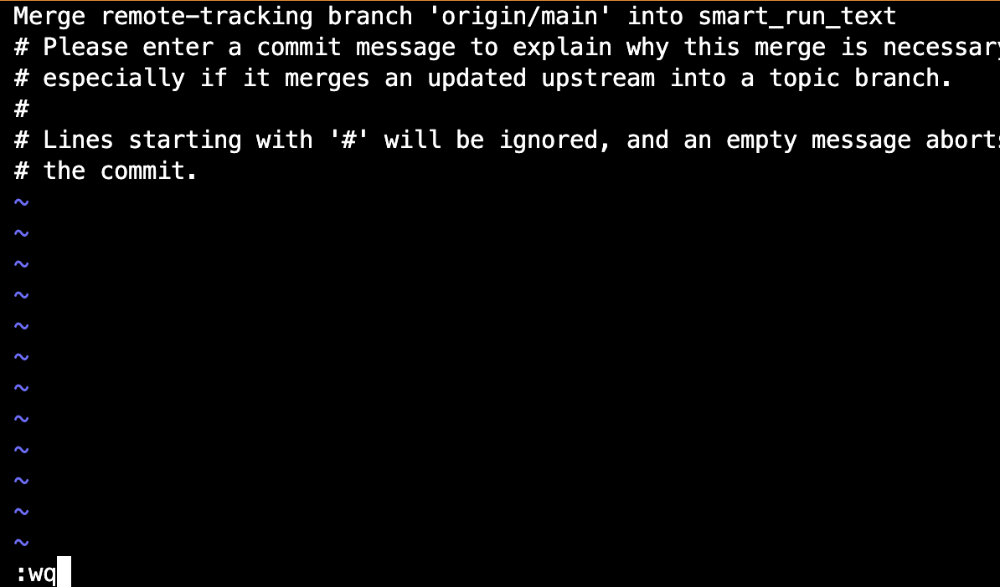 Merge remote-tracking branch 'origin/main' into smart_run_text
# Please enter a commit message to explain why this merge is necessary
# especially if it merges an updated upstream into a topic branch.
#
# Lines starting with '#' will be ignored, and an empty message aborts
# the commit.
~
~
~
~
~
~
~
~
~
~
~
~
:wq